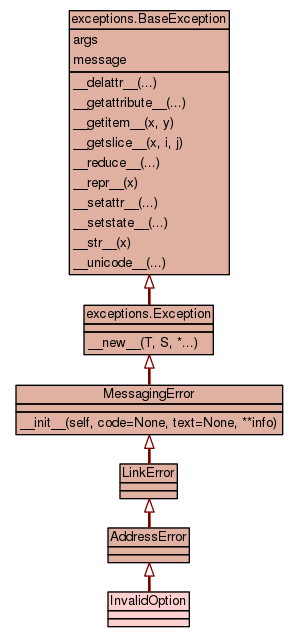 exceptions.BaseException
args
message
__delattr__(...)
__getattribute__(...)
__getitem__(x, y)
__getslice__(x, i, j)
__reduce__(...)
__repr__(x)
__setattr__(...)
__setstate__(...)
__str__(x)
__unicode__(...)
exceptions.Exception
__new__(T, S, *...)
MessagingError
__init__(self, code=None, text=None, **info)
LinkError
AddressError
InvalidOption